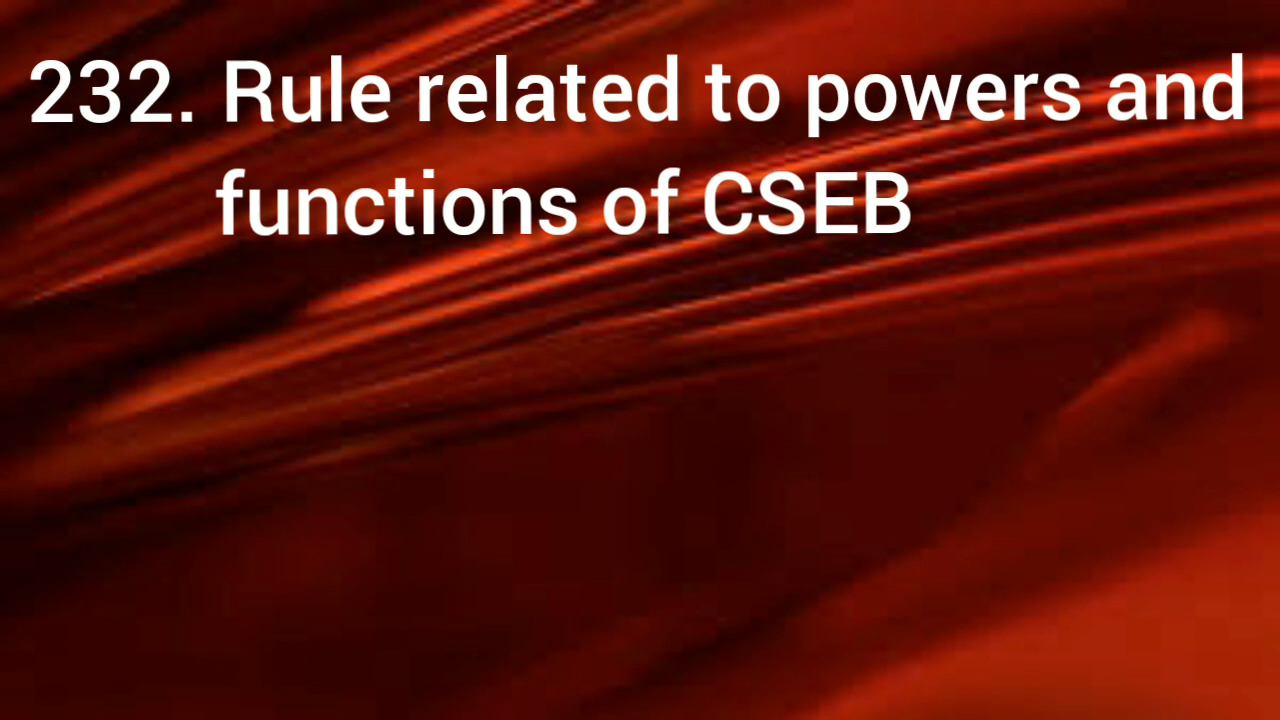 232. Rule related to powers and
functions of CSEB